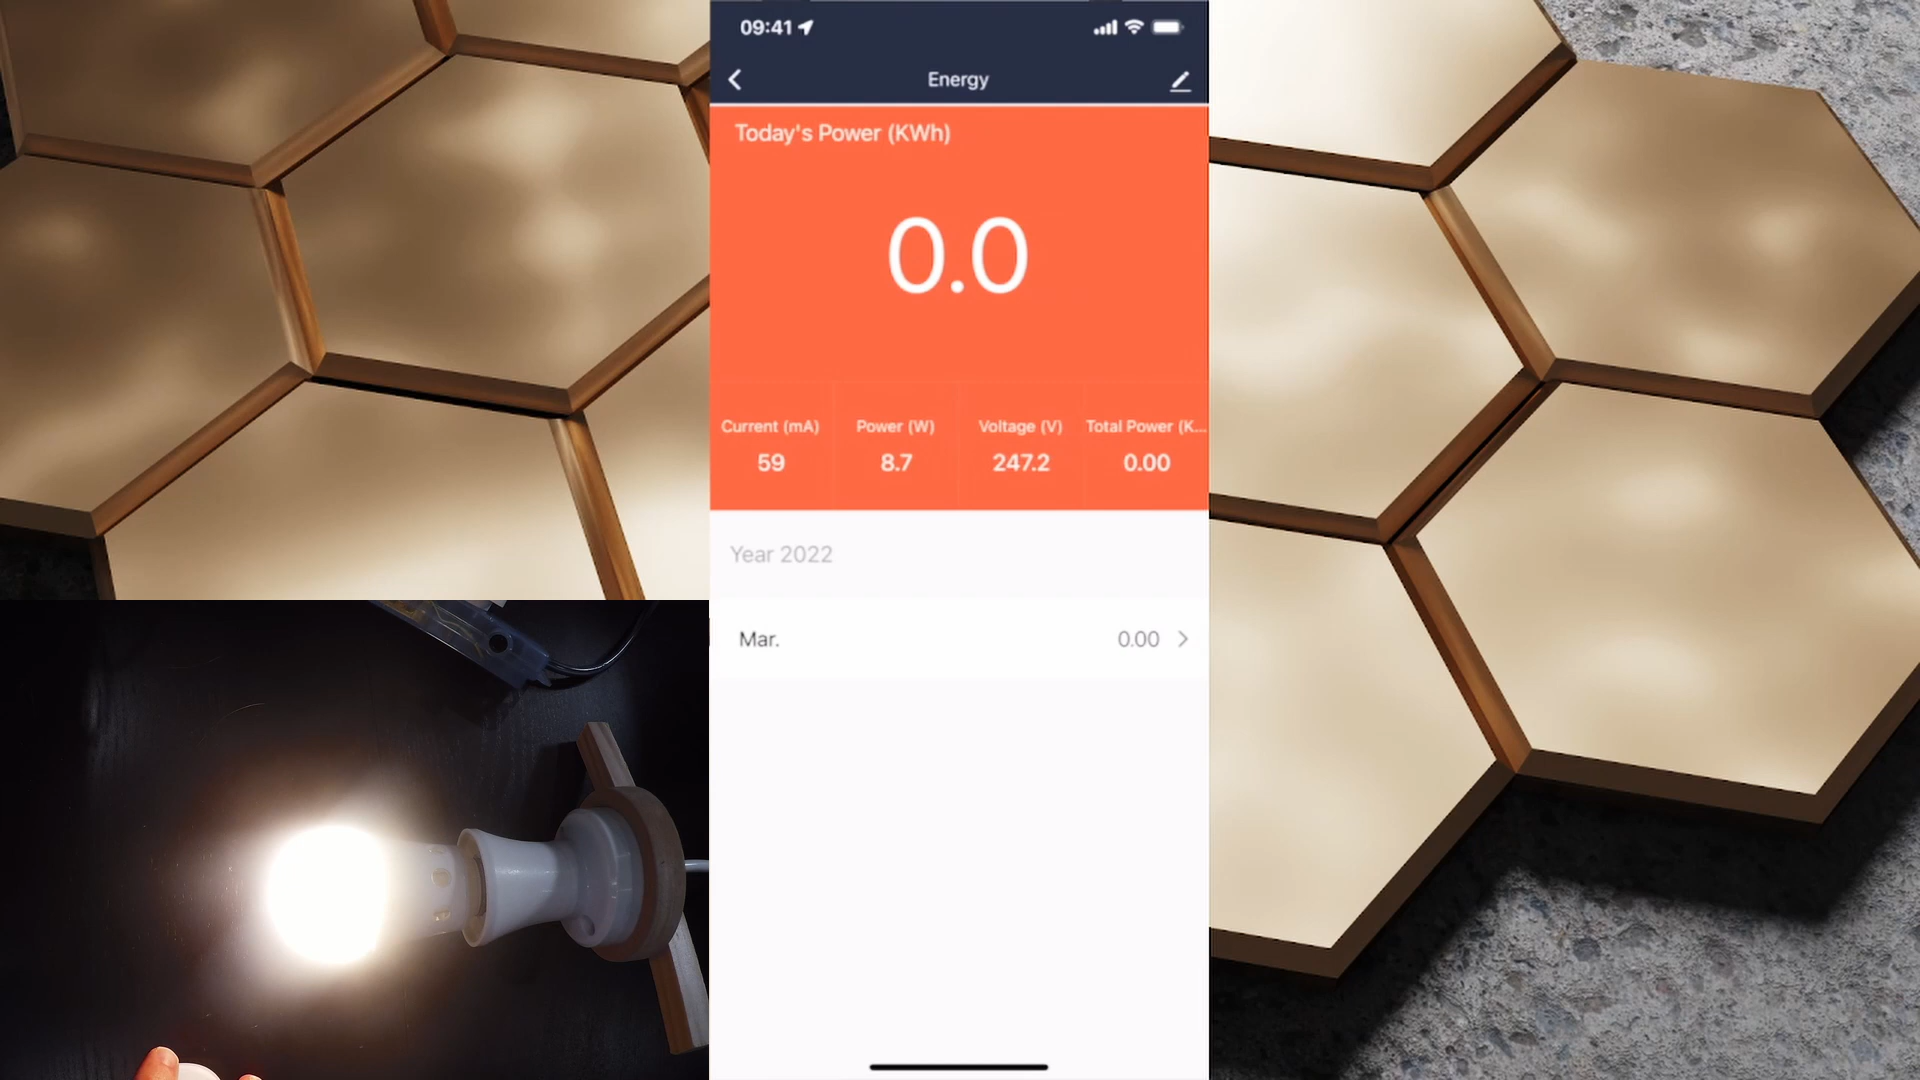 09:41
Energy
Today's Power (KWh)
0.0
Current (mA) Power (W) Voltage (V) Total Power (K...
59 8.7 247.2 0.00
Year 2022
Mar. 0.00